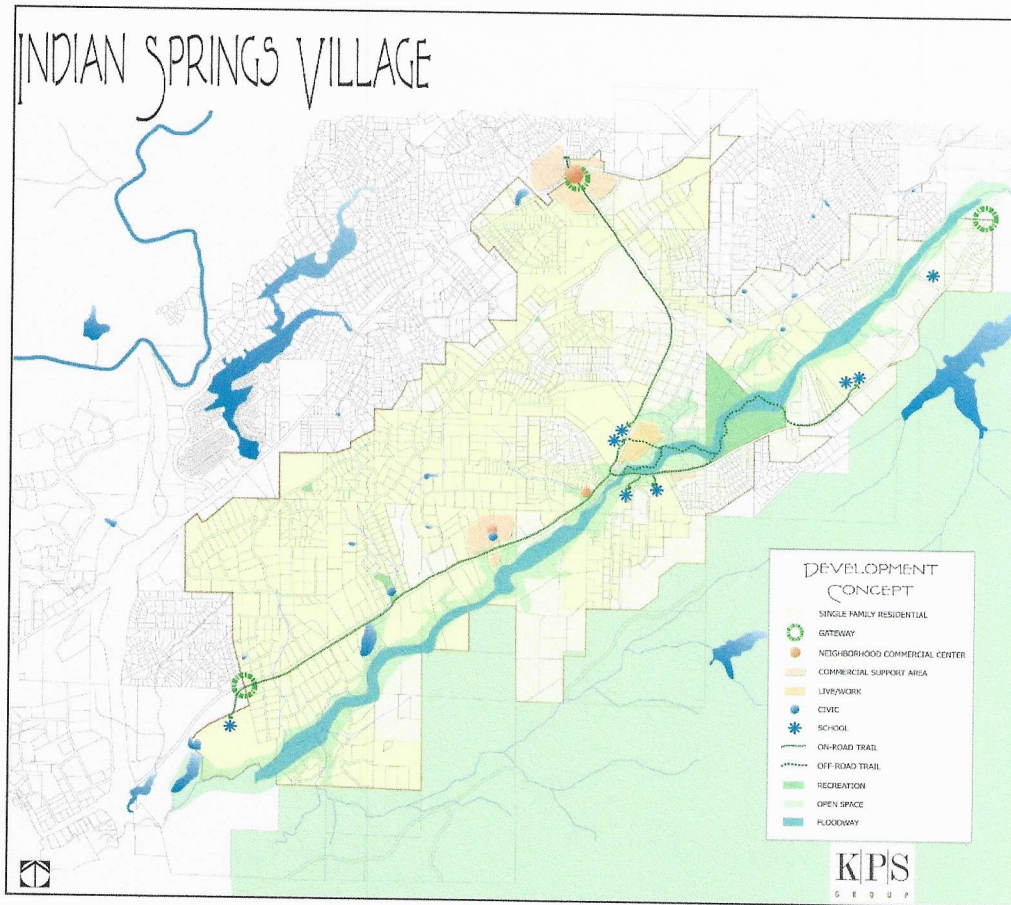 INDIAN SPRINGS VILLAGE
DEVELOPMENT
CONCEPT
SINGLE FAMILY RESIDENTIAL
GATEWAY
NEIGHBORHOOD COMMERCIAL CENTER
COMMERCIAL SUPPORT AREA
LIVE/WORK
CIVIC
SCHOOL
ON-ROAD TRAIL
OFF-ROAD TRAIL
RECREATION
OPEN SPACE
FLOODWAY
K|P|S
GROUP